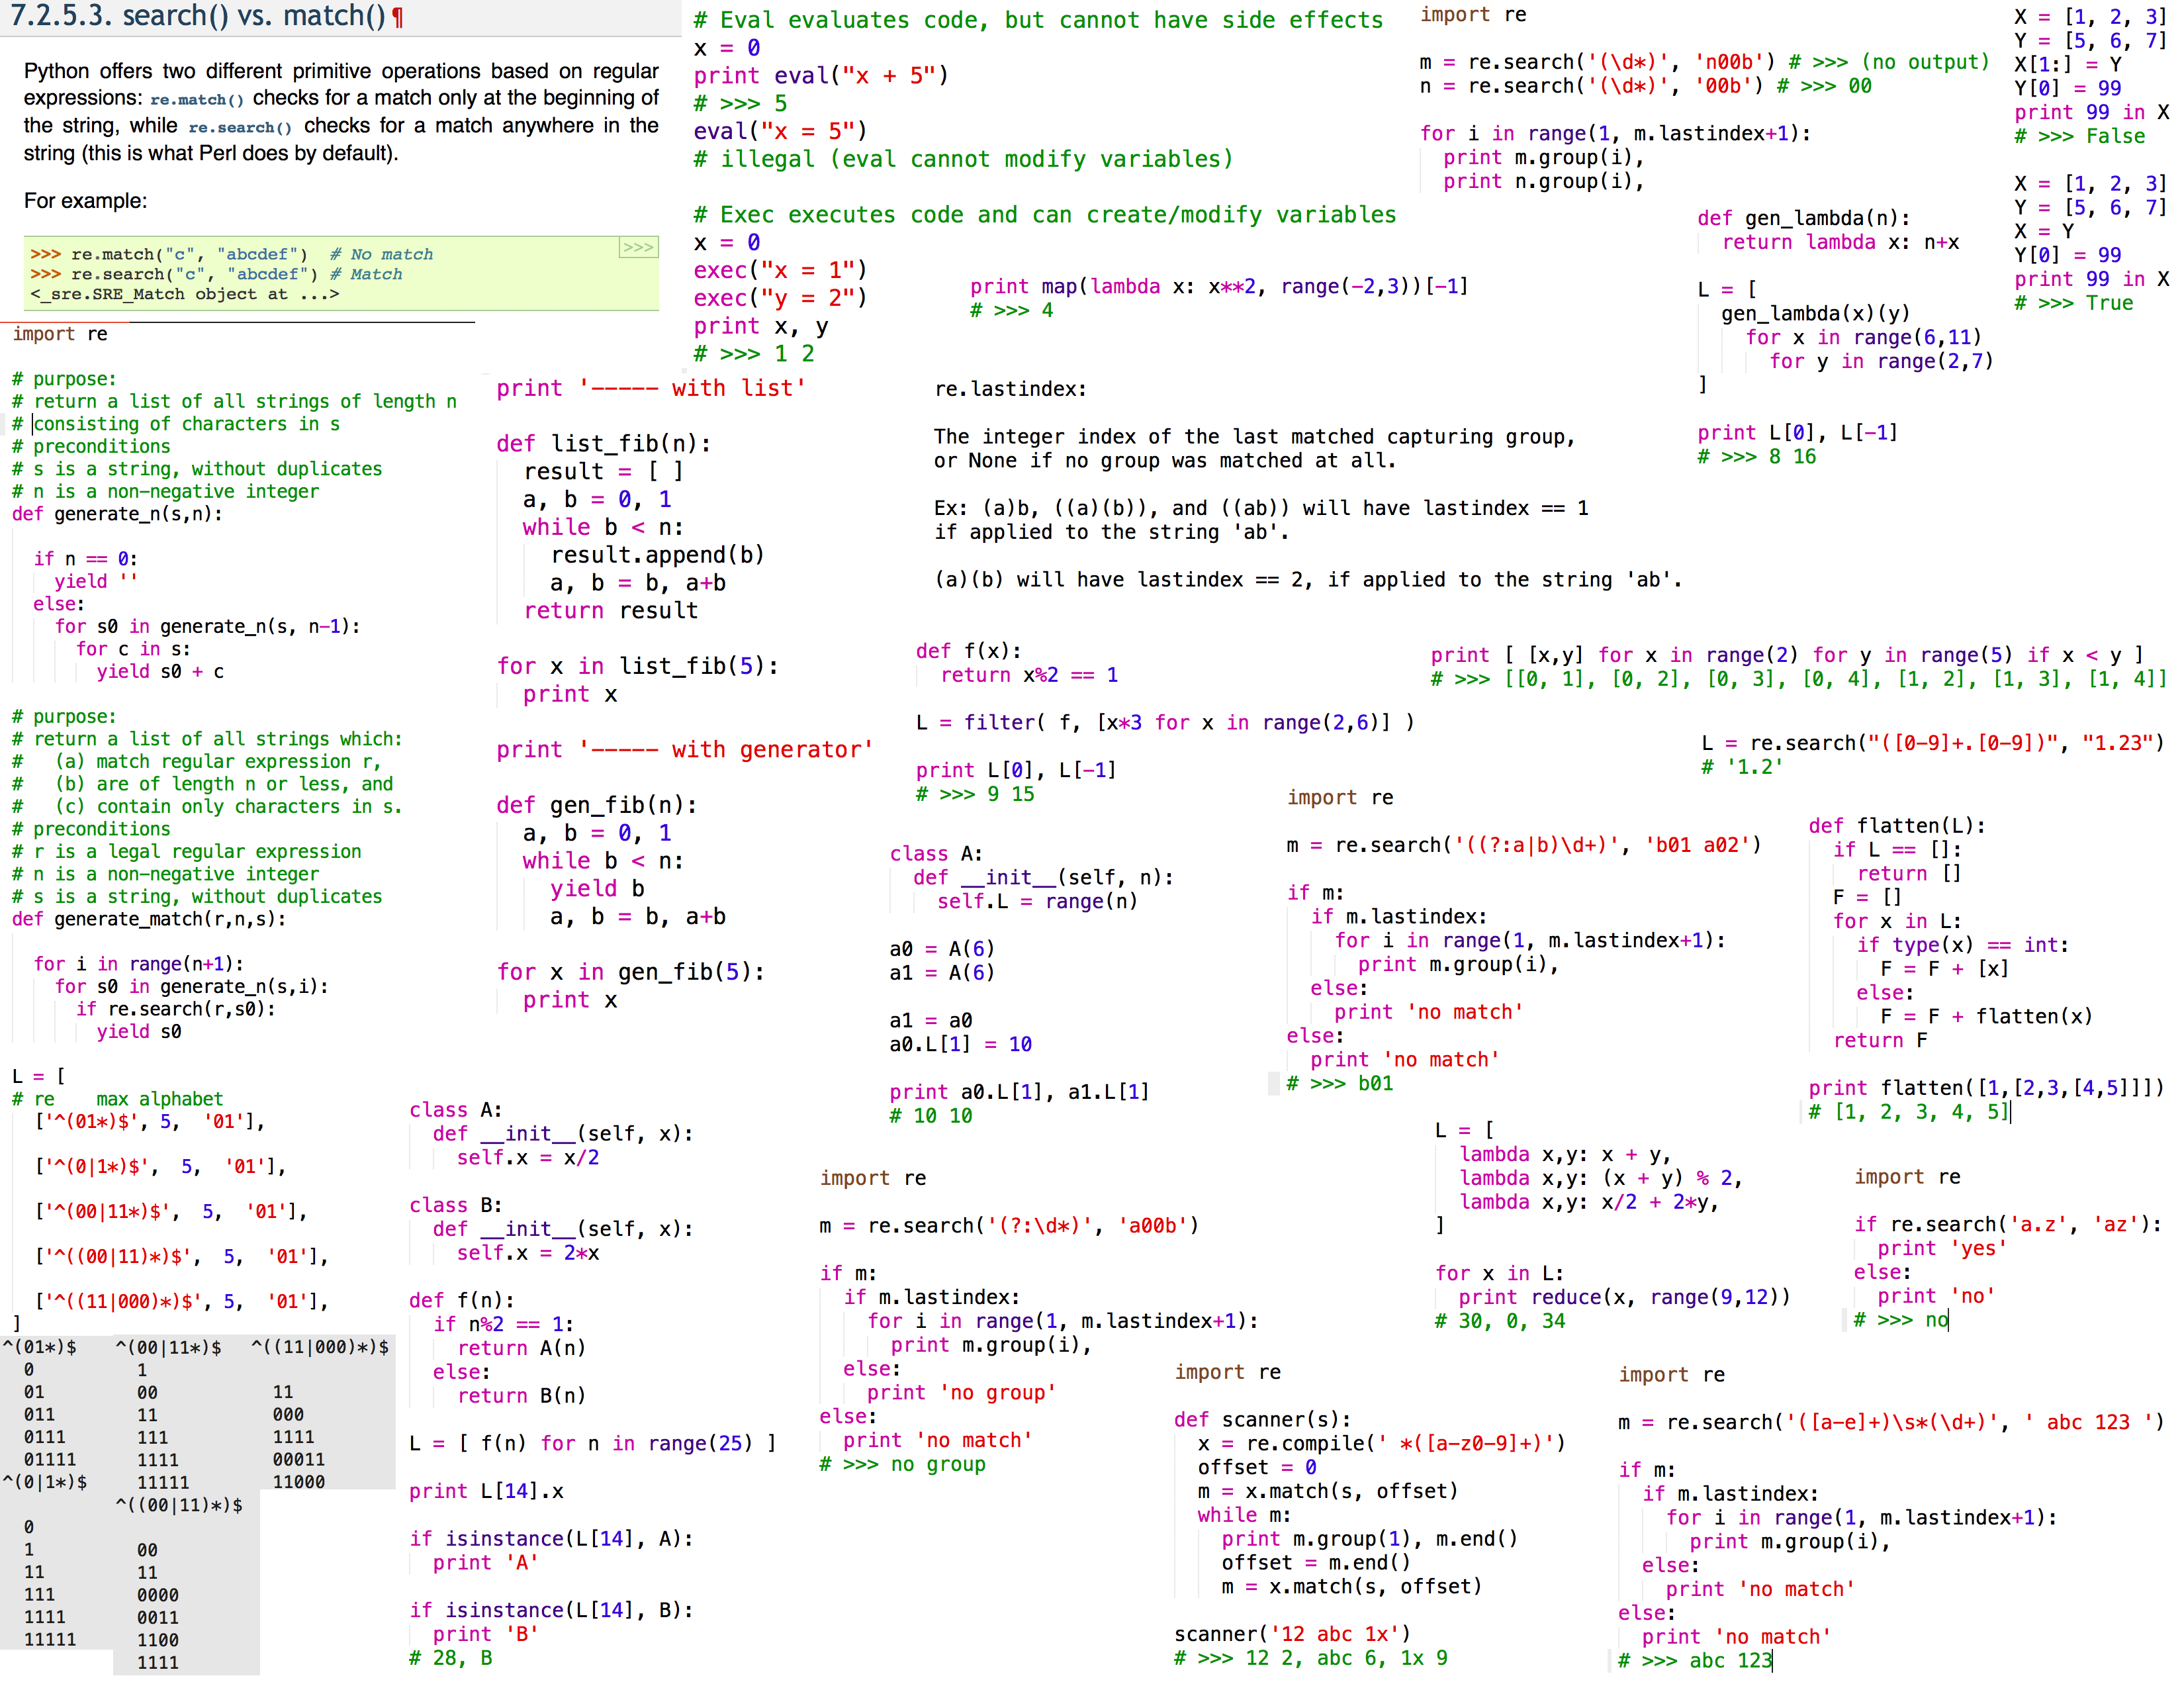 7.2.5.3. search() vs. match()¶
Python offers two different primitive operations based on regular
expressions: re.match() checks for a match only at the beginning of
the string, while re.search() checks for a match anywhere in the
string (this is what Perl does by default).
For example:
>>> re.match("c", "abcdef")  # No match
>>> re.search("c", "abcdef") # Match
<_sre.SRE_Match object at ...>
>>>
import re
# purpose:
# return a list of all strings of length n
# consisting of characters in s
# preconditions
# s is a string, without duplicates
# n is a non-negative integer
def generate_n(s,n):
  if n == 0:
    yield ''
  else:
    for s0 in generate_n(s, n-1):
      for c in s:
        yield s0 + c
# purpose:
# return a list of all strings which:
#   (a) match regular expression r,
#   (b) are of length n or less, and
#   (c) contain only characters in s.
# preconditions
# r is a legal regular expression
# n is a non-negative integer
# s is a string, without duplicates
def generate_match(r,n,s):
  for i in range(n+1):
    for s0 in generate_n(s,i):
      if re.search(r,s0):
        yield s0
L = [
# re    max alphabet
  ['^(01*)$', 5,  '01'],
  ['^(0|1*)$',  5,  '01'],
  ['^(00|11*)$',  5,  '01'],
  ['^((00|11)*)$',  5,  '01'],
  ['^((11|000)*)$', 5,  '01'],
]
^(01*)$
0
01
011
0111
01111
^(0|1*)$
0
1
11
111
1111
11111
^(00|11*)$
1
00
11
111
1111
11111
^((00|11)*)$
00
11
0000
0011
1100
1111
^((11|000)*)$
11
000
1111
00011
11000
# Eval evaluates code, but cannot have side effects
x = 0
print eval("x + 5")
# >>> 5
eval("x = 5")
# illegal (eval cannot modify variables)
# Exec executes code and can create/modify variables
x = 0
exec("x = 1")
exec("y = 2")
print x, y
# >>> 1 2
print '----- with list'
def list_fib(n):
  result = [ ]
  a, b = 0, 1
  while b < n:
    result.append(b)
    a, b = b, a+b
  return result
for x in list_fib(5):
  print x
print '----- with generator'
def gen_fib(n):
  a, b = 0, 1
  while b < n:
    yield b
    a, b = b, a+b
for x in gen_fib(5):
  print x
class A:
  def __init__(self, x):
    self.x = x/2
class B:
  def __init__(self, x):
    self.x = 2*x
def f(n):
  if n%2 == 1:
    return A(n)
  else:
    return B(n)
L = [ f(n) for n in range(25) ]
print L[14].x
if isinstance(L[14], A):
  print 'A'
if isinstance(L[14], B):
  print 'B'
# 28, B
print map(lambda x: x**2, range(-2,3))[-1]
# >>> 4
re.lastindex:
The integer index of the last matched capturing group,
or None if no group was matched at all.
Ex: (a)b, ((a)(b)), and ((ab)) will have lastindex == 1
if applied to the string 'ab'.
(a)(b) will have lastindex == 2, if applied to the string 'ab'.
def f(x):
  return x%2 == 1
L = filter( f, [x*3 for x in range(2,6)] )
print L[0], L[-1]
# >>> 9 15
class A:
  def __init__(self, n):
    self.L = range(n)
a0 = A(6)
a1 = A(6)
a1 = a0
a0.L[1] = 10
print a0.L[1], a1.L[1]
# 10 10
import re
m = re.search('(?:\d*)', 'a00b')
if m:
  if m.lastindex:
    for i in range(1, m.lastindex+1):
      print m.group(i),
  else:
    print 'no group'
else:
  print 'no match'
# >>> no group
import re
m = re.search('(\d*)', 'n00b') # >>> (no output)
n = re.search('(\d*)', '00b') # >>> 00
for i in range(1, m.lastindex+1):
  print m.group(i),
  print n.group(i),
X = [1, 2, 3]
Y = [5, 6, 7]
X[1:] = Y
Y[0] = 99
print 99 in X
# >>> False
X = [1, 2, 3]
Y = [5, 6, 7]
X = Y
Y[0] = 99
print 99 in X
# >>> True
def gen_lambda(n):
  return lambda x: n+x
L = [
  gen_lambda(x)(y)
    for x in range(6,11)
      for y in range(2,7)
]
print L[0], L[-1]
# >>> 8 16
print [ [x,y] for x in range(2) for y in range(5) if x < y ]
# >>> [[0, 1], [0, 2], [0, 3], [0, 4], [1, 2], [1, 3], [1, 4]]
L = re.search("([0-9]+.[0-9])", "1.23")
# '1.2'
import re
m = re.search('((?:a|b)\d+)', 'b01 a02')
if m:
  if m.lastindex:
    for i in range(1, m.lastindex+1):
      print m.group(i),
  else:
    print 'no match'
else:
  print 'no match'
# >>> b01
def flatten(L):
  if L == []:
    return []
  F = []
  for x in L:
    if type(x) == int:
      F = F + [x]
    else:
      F = F + flatten(x)
  return F
print flatten([1,[2,3,[4,5]]])
# [1, 2, 3, 4, 5]
L = [
  lambda x,y: x + y,
  lambda x,y: (x + y) % 2,
  lambda x,y: x/2 + 2*y,
]
for x in L:
  print reduce(x, range(9,12))
# 30, 0, 34
import re
if re.search('a.z', 'az'):
  print 'yes'
else:
  print 'no'
# >>> no
import re
def scanner(s):
  x = re.compile(' *([a-z0-9]+)')
  offset = 0
  m = x.match(s, offset)
  while m:
    print m.group(1), m.end()
    offset = m.end()
    m = x.match(s, offset)
scanner('12 abc 1x')
# >>> 12 2, abc 6, 1x 9
import re
m = re.search('([a-e]+)\s*(\d+)', ' abc 123 ')
if m:
  if m.lastindex:
    for i in range(1, m.lastindex+1):
      print m.group(i),
  else:
    print 'no match'
else:
  print 'no match'
# >>> abc 123